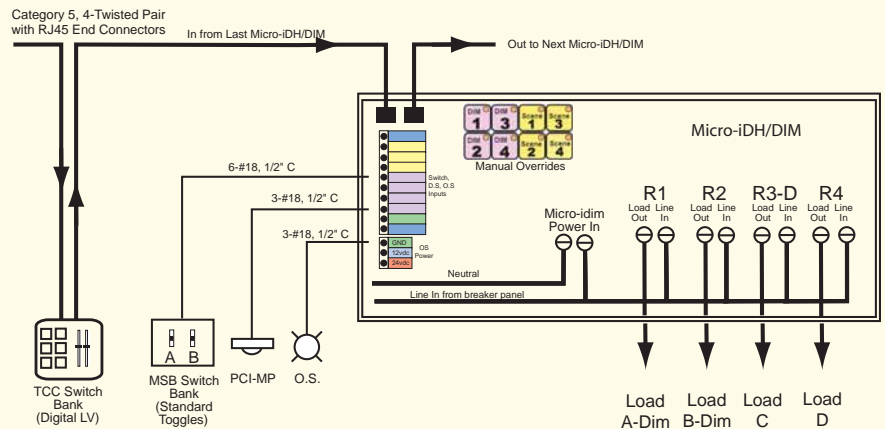 Category 5, 4-Twisted Pair
with RJ45 End Connectors
In from Last Micro-iDH/DIM
Out to Next Micro-iDH/DIM
DIM 1
DIM 3
Scene 1
Scene 3
DIM 2
DIM 4
Scene 2
Scene 4
Manual Overrides
Micro-iDH/DIM
6-#18, 1/2" C
3-#18, 1/2" C
3-#18, 1/2" C
Switch,
D.S, O.S
Inputs
GND
12vdc
24vdc
OS
Power
Micro-idim
Power In
R1
R2
R3-D
R4
Load Out
Line In
Load Out
Line In
Load Out
Line In
Load Out
Line In
Neutral
Line In from breaker panel
A B
TCC Switch
Bank
(Digital LV)
MSB Switch
Bank
(Standard
Toggles)
PCI-MP
O.S.
Load
A-Dim
Load
B-Dim
Load
C
Load
D